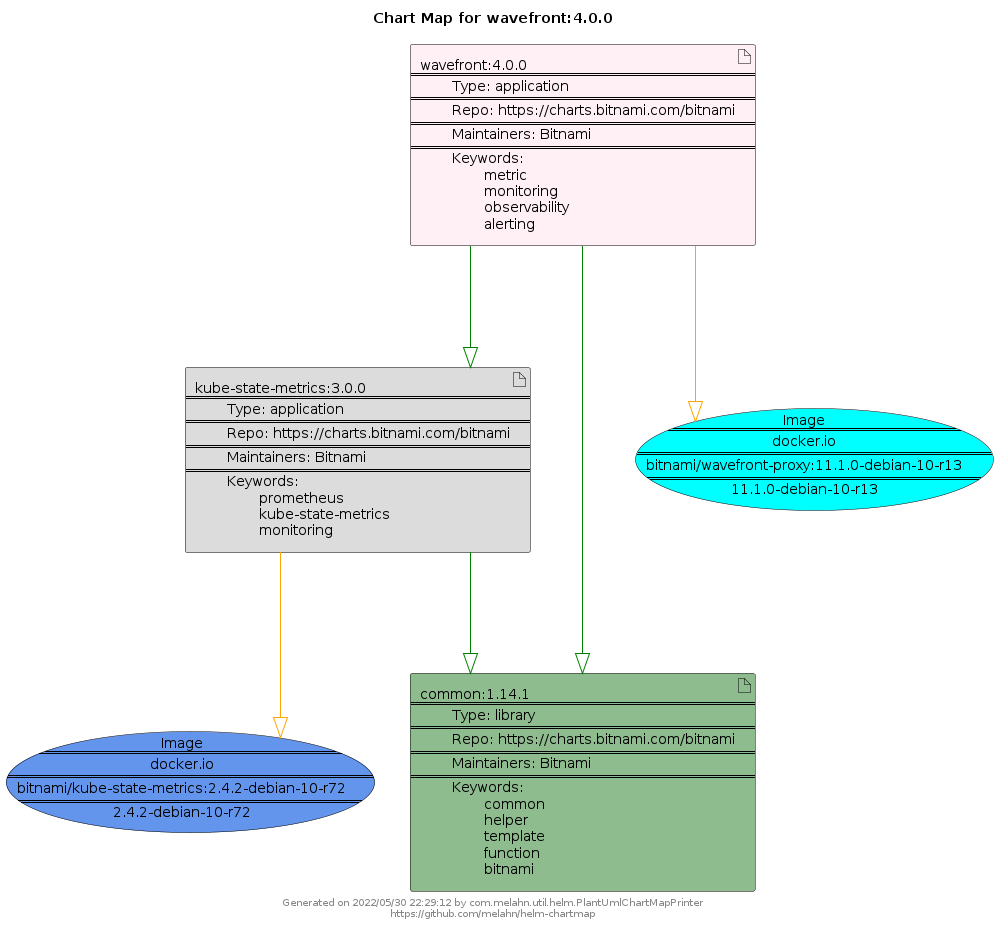 Chart Map for wavefront:4.0.0
wavefront:4.0.0
Type: application
Repo: https://charts.bitnami.com/bitnami
Maintainers: Bitnami
Keywords:
metric
monitoring
observability
alerting
kube-state-metrics:3.0.0
Type: application
Repo: https://charts.bitnami.com/bitnami
Maintainers: Bitnami
Keywords:
prometheus
kube-state-metrics
monitoring
Image
docker.io
bitnami/wavefront-proxy:11.1.0-debian-10-r13
11.1.0-debian-10-r13
Image
docker.io
bitnami/kube-state-metrics:2.4.2-debian-10-r72
2.4.2-debian-10-r72
common:1.14.1
Type: library
Repo: https://charts.bitnami.com/bitnami
Maintainers: Bitnami
Keywords:
common
helper
template
function
bitnami
Generated on 2022/05/30 22:29:12 by com.melahn.util.helm.PlantUmlChartMapPrinter
https://github.com/melahn/helm-chartmap